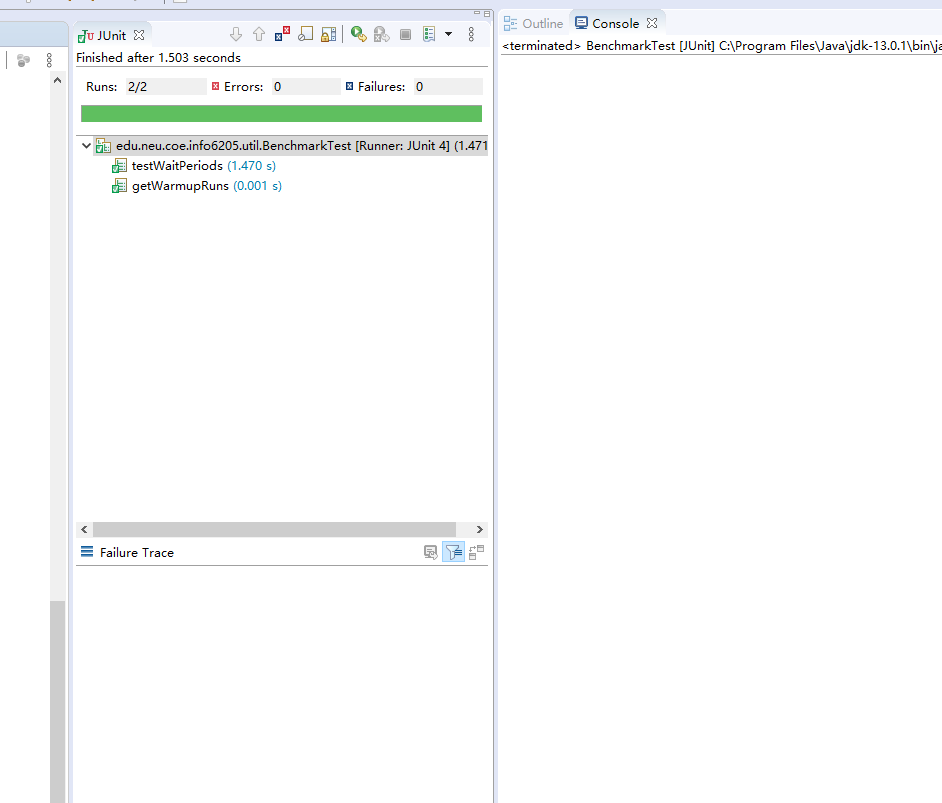 JUnit
Finished after 1.503 seconds
Runs: 2/2 Errors: 0 Failures: 0
edu.neu.coe.info6205.util.BenchmarkTest [Runner: JUnit 4] (1.471
testWaitPeriods (1.470 s)
getWarmupRuns (0.001 s)
Failure Trace
Outline Console
<terminated> BenchmarkTest [JUnit] C:\Program Files\Java\jdk-13.0.1\bin\ja